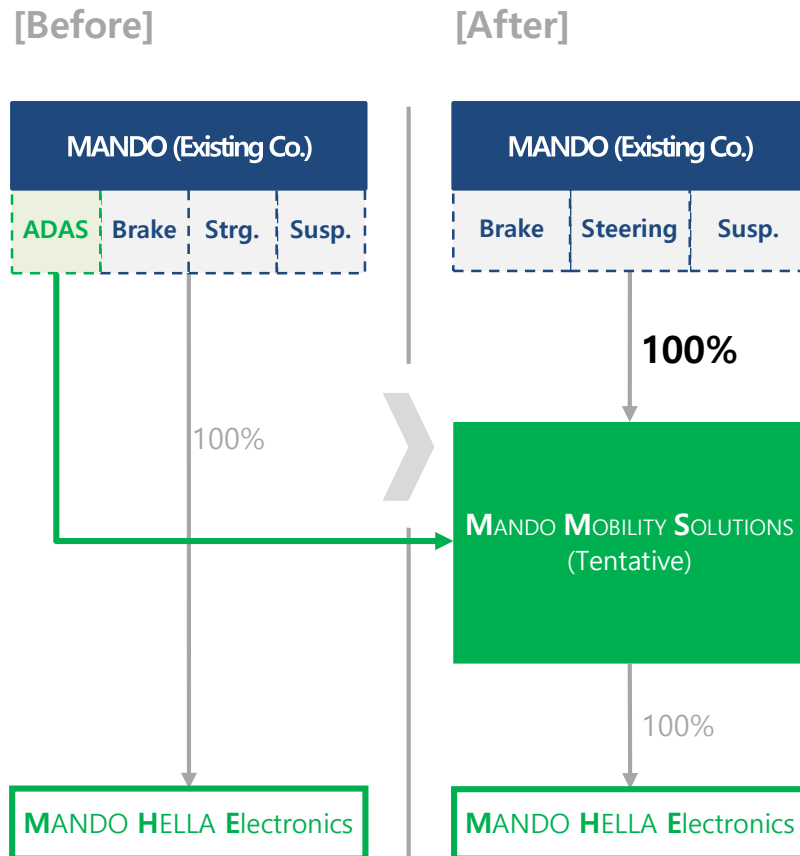 [Before]
MANDO (Existing Co.)
ADAS Brake Strg. Susp.
100%
MANDO HELLA Electronics
[After]
MANDO (Existing Co.)
Brake Steering Susp.
100%
MANDO MOBILITY SOLUTIONS
(Tentative)
100%
MANDO HELLA Electronics